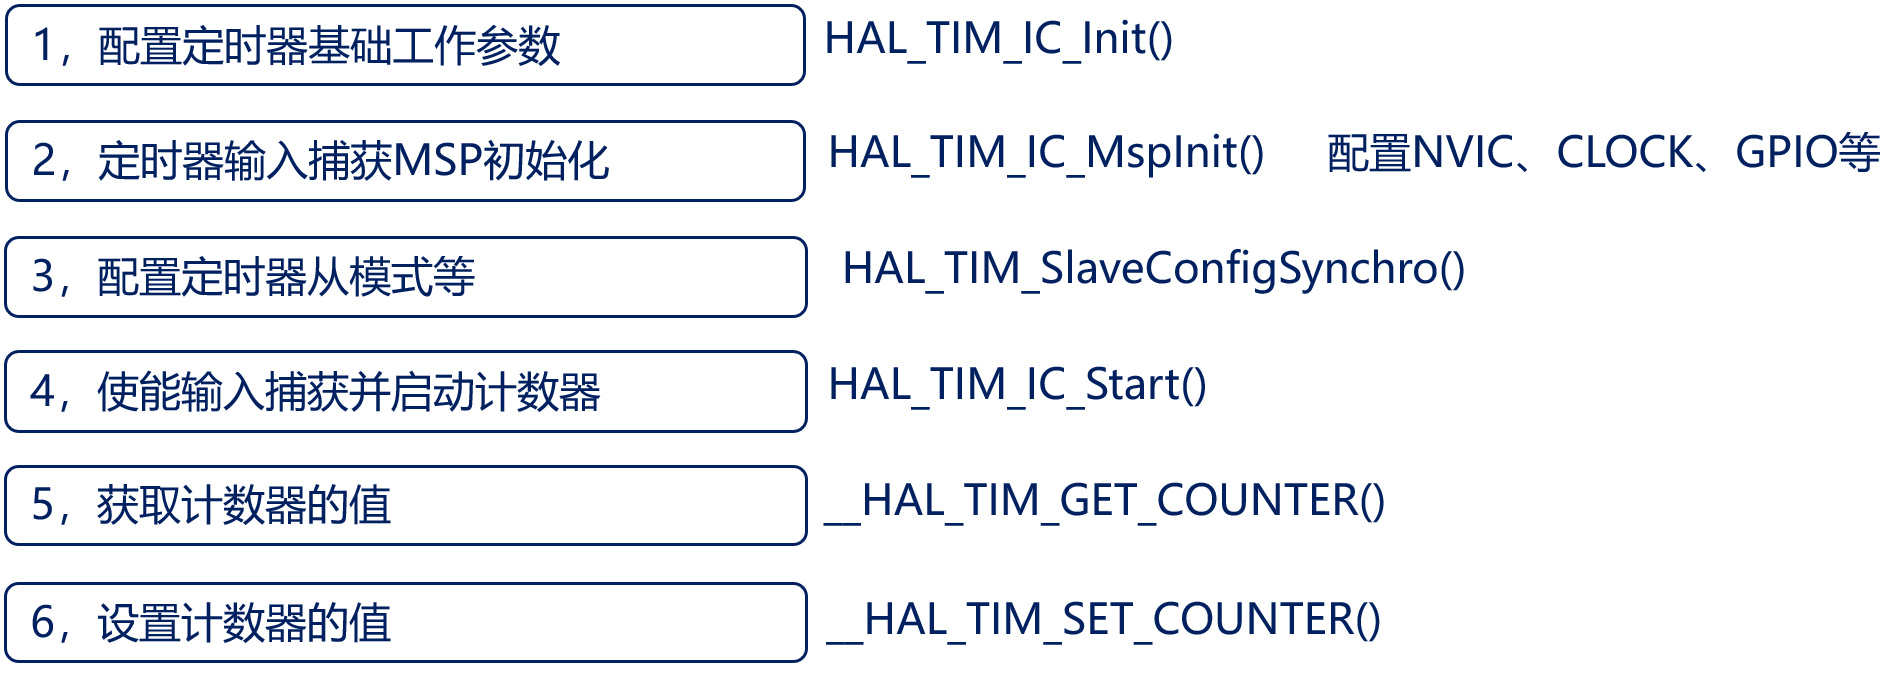 1，配置定时器基础工作参数 HAL_TIM_IC_Init()
2，定时器输入捕获MSP初始化 HAL_TIM_IC_MspInit() 配置NVIC、CLOCK、GPIO等
3，配置定时器从模式等 HAL_TIM_SlaveConfigSynchro()
4，使能输入捕获并启动计数器 HAL_TIM_IC_Start()
5，获取计数器的值 __HAL_TIM_GET_COUNTER()
6，设置计数器的值 __HAL_TIM_SET_COUNTER()